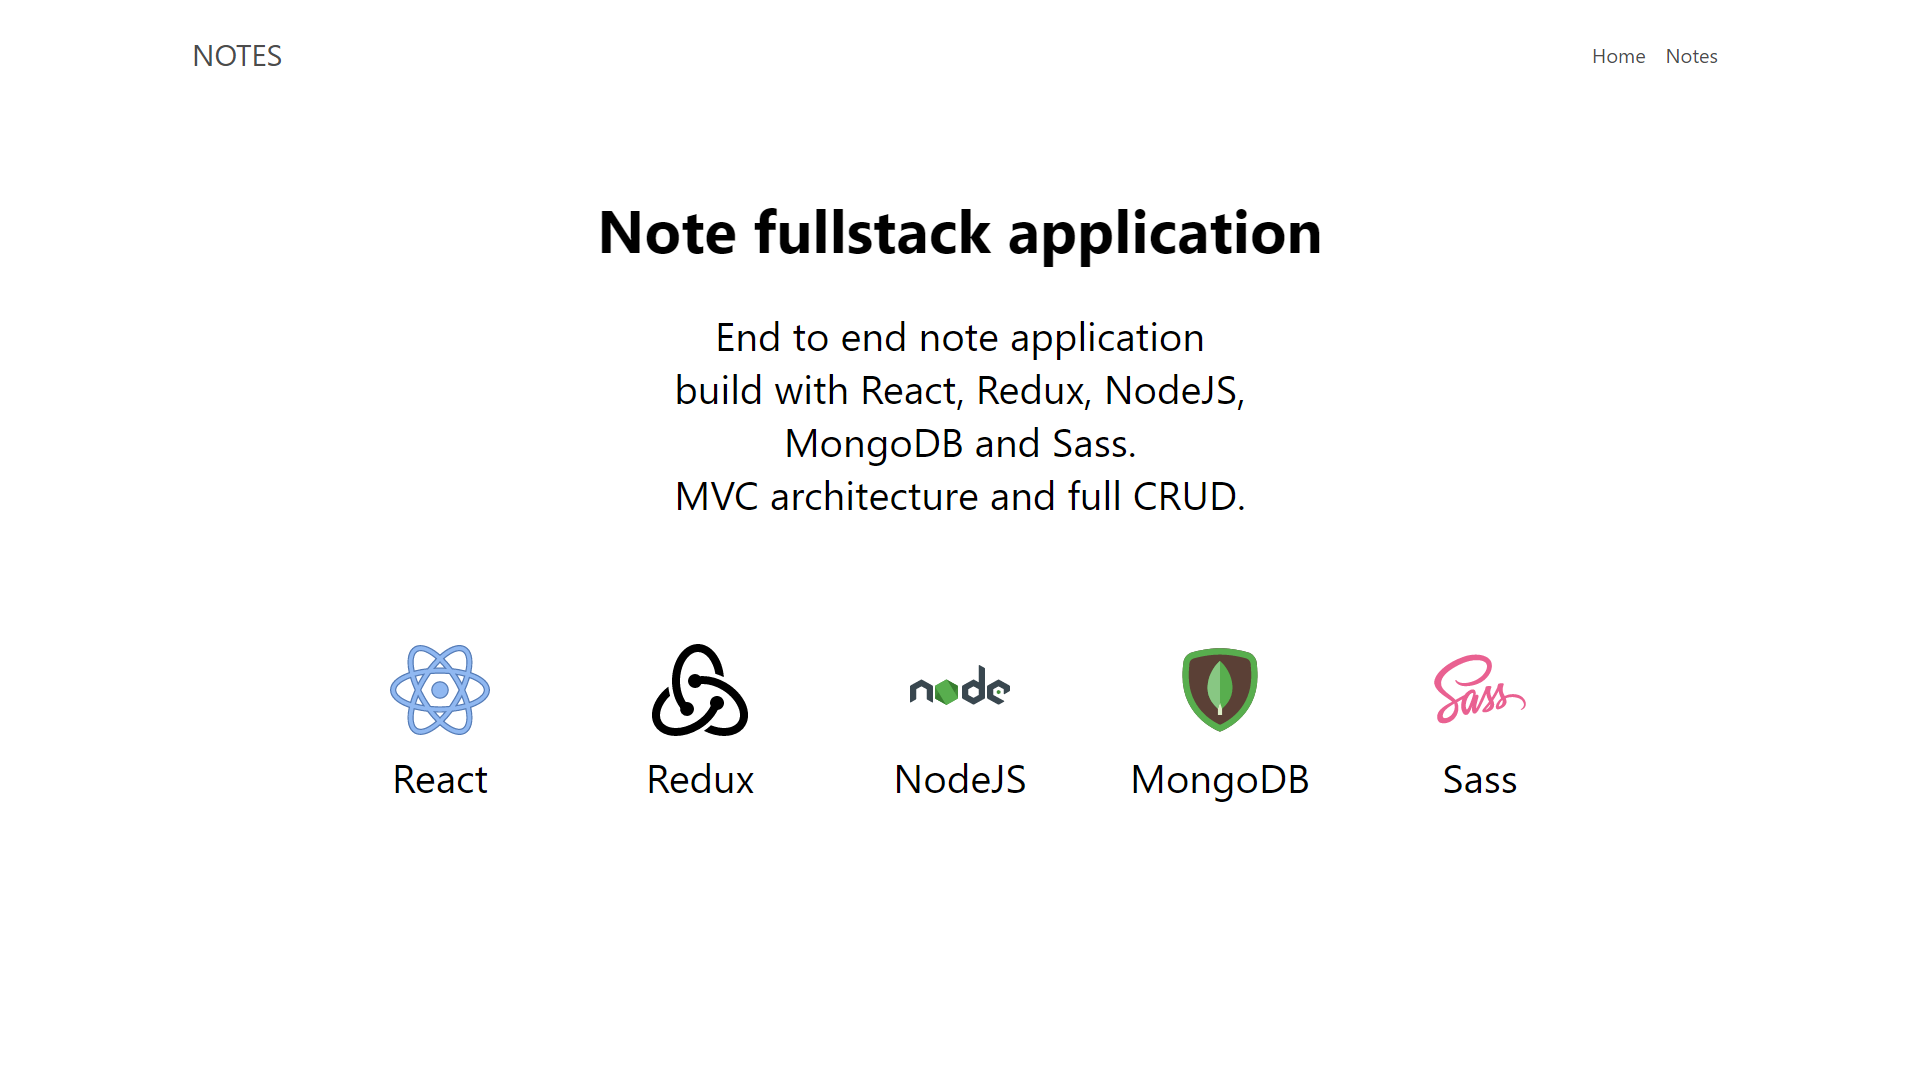 NOTES
Home Notes
Note fullstack application
End to end note application
build with React, Redux, NodeJS,
MongoDB and Sass.
MVC architecture and full CRUD.
node
Sass
React
Redux
NodeJS
MongoDB
Sass